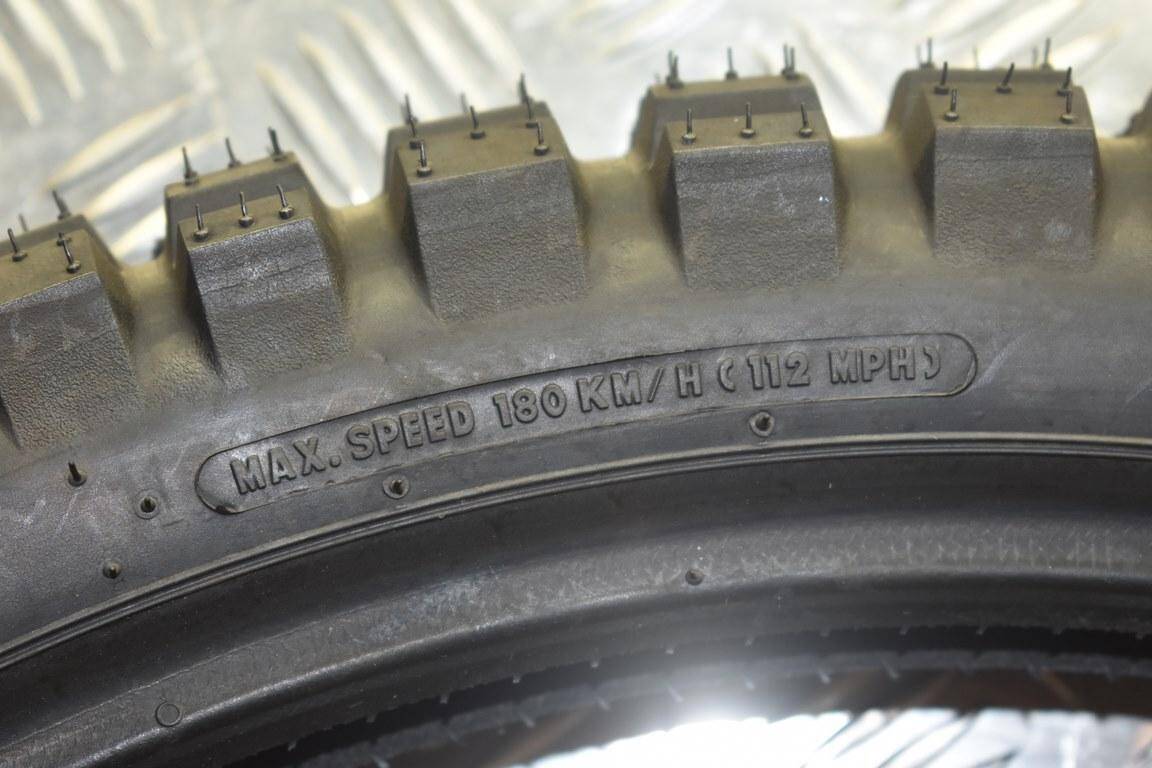 MAX. SPEED 180 KM/H (112 MPH)